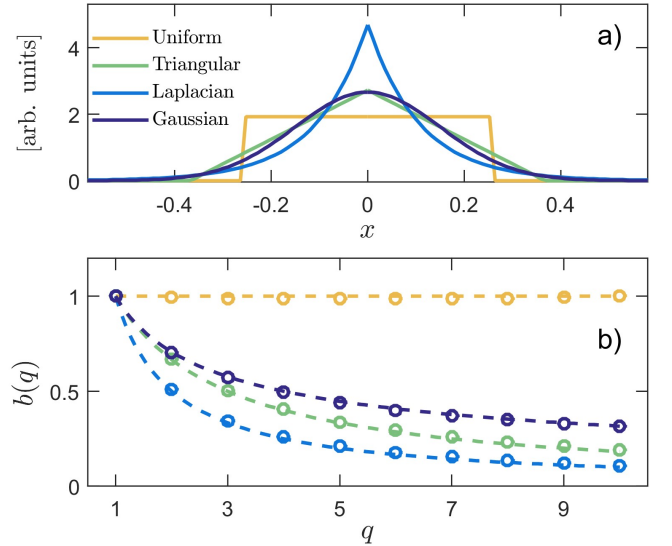 a)
[arb. units]
4
2
0
Uniform
Triangular
Laplacian
Gaussian
-0.4 -0.2 0 0.2 0.4
x
b)
b(q)
1
0.5
0
1 3 5 7 9
q